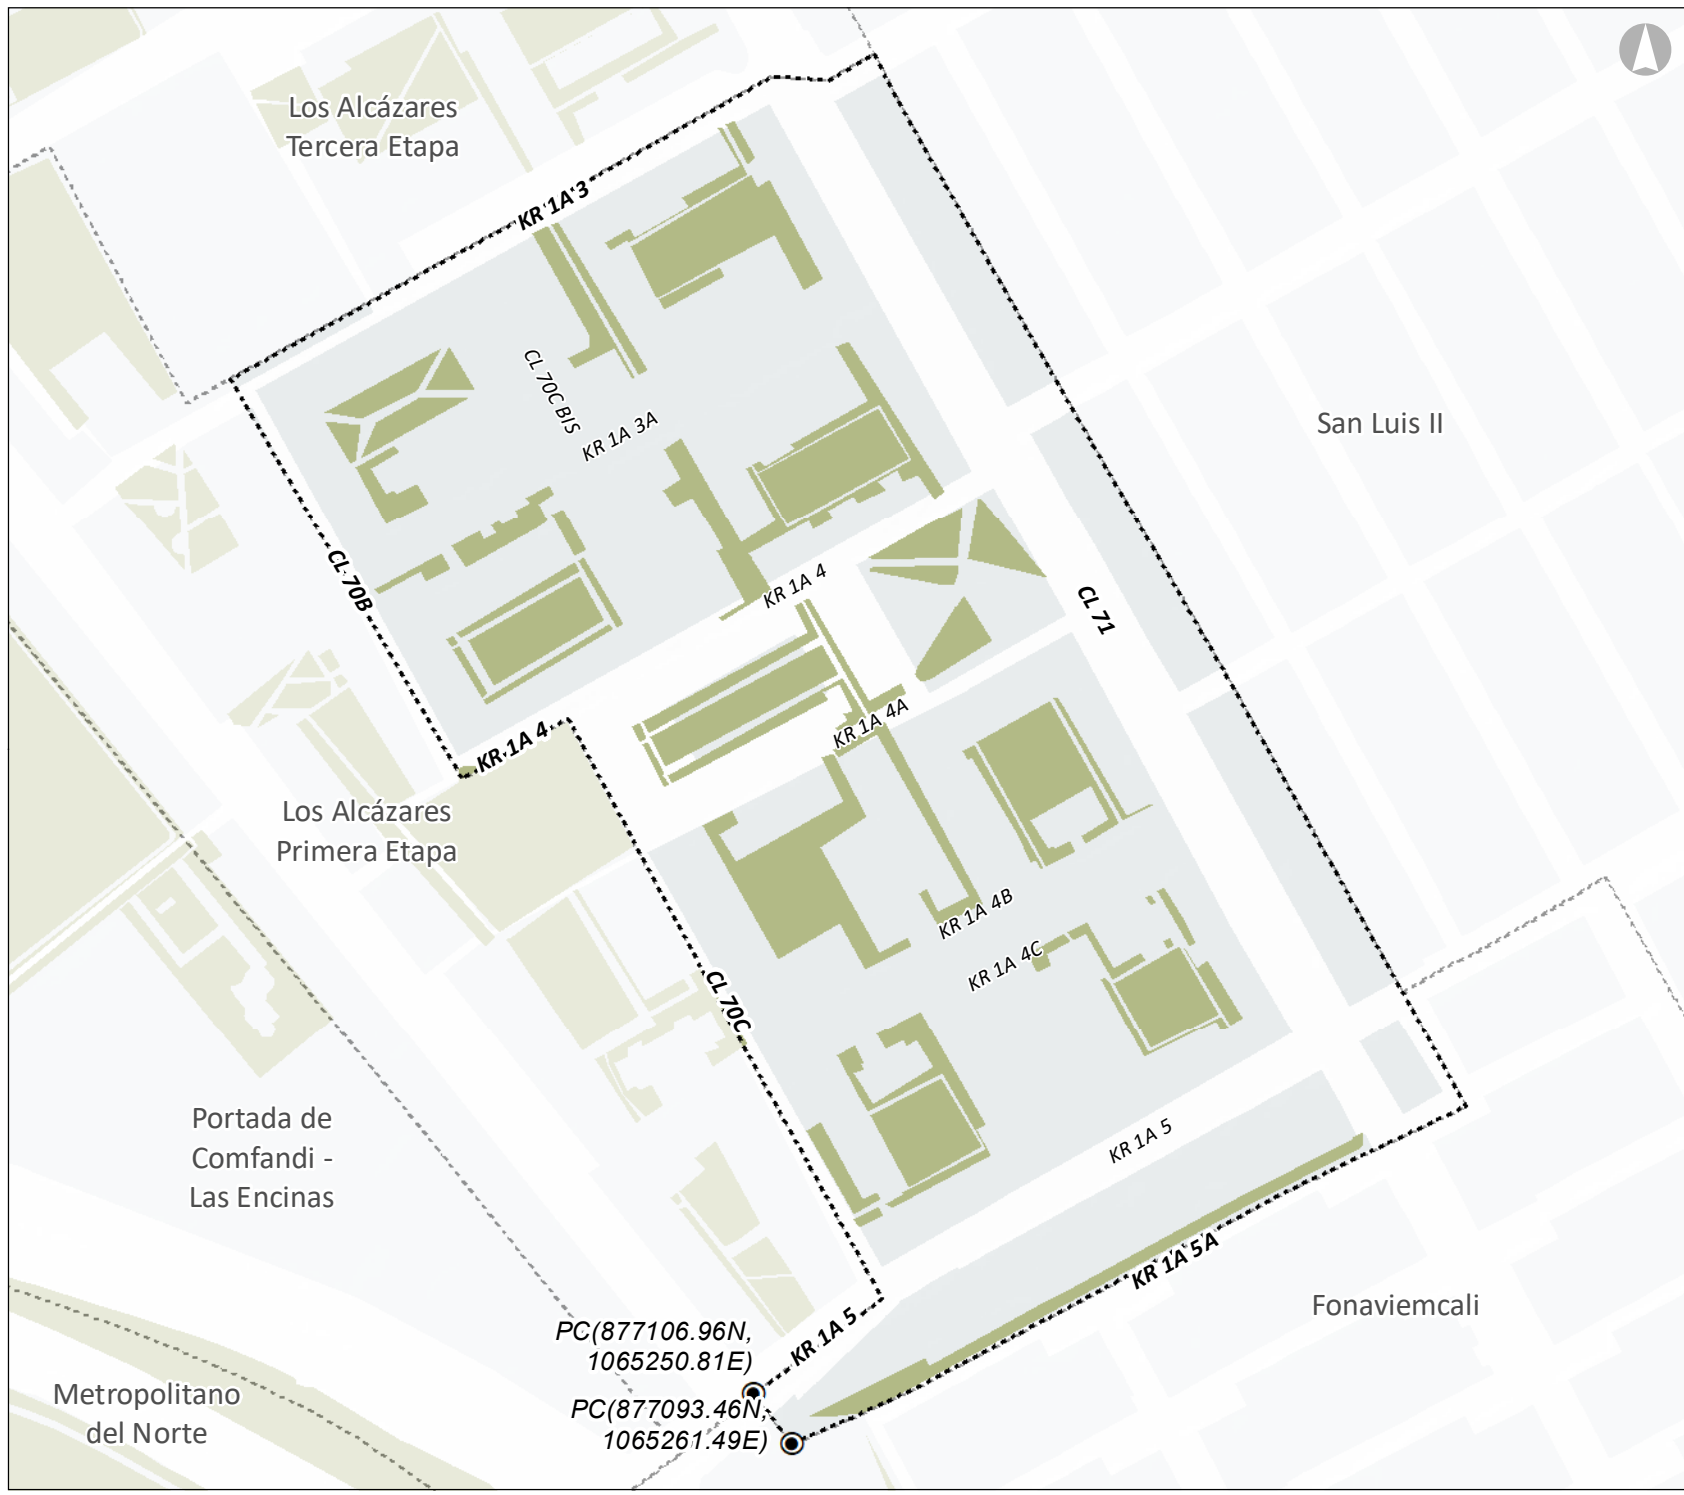 Los Alcázares
Tercera Etapa
KR 1A 3
CL 70C BIS
KR 1A 3A
San Luis II
CL 70B
KR 1A 4
CL 71
KR 1A 4
KR 1A 4A
Los Alcázares
Primera Etapa
KR 1A 4B
KR 1A 4C
CL 70C
Portada de
Comfandi -
Las Encinas
KR 1A 5
KR 1A 5A
Fonaviemcali
KR 1A 5
PC(877106.96N,
1065250.81E)
PC(877093.46N,
1065261.49E)
Metropolitano
del Norte